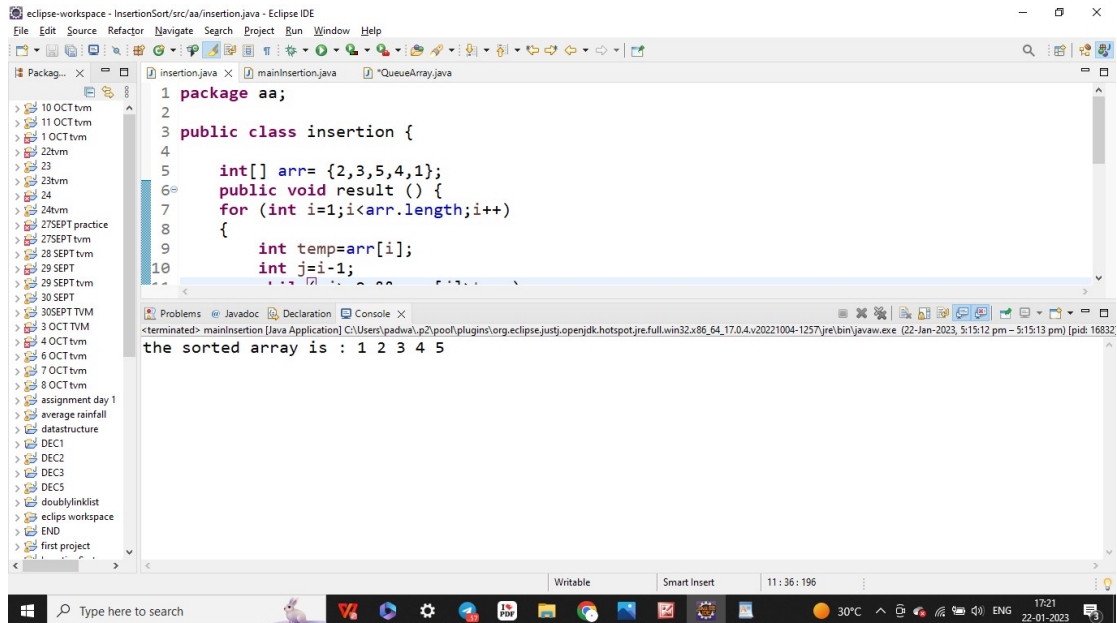 eclipse-workspace - InsertionSort/src/aa/insertion.java - Eclipse IDE
File Edit Source Refactor Navigate Search Project Run Window Help
Packag...
insertion.java mainInsertion.java *QueueArray.java
10 OCT tvm
11 OCT tvm
1 OCT tvm
22tvm
23
23tvm
24
24tvm
27SEPT practice
27SEPT tvm
28 SEPT tvm
29 SEPT
29 SEPT tvm
30 SEPT
30SEPT TVM
3 OCT TVM
4 OCT tvm
6 OCT tvm
7 OCT tvm
8 OCT tvm
assignment day 1
average rainfall
datastructure
DEC1
DEC2
DEC3
DEC5
doublylinklist
eclips workspace
END
first project
1 package aa;
2
3 public class insertion {
4
5 int[] arr= {2,3,5,4,1};
6 public void result () {
7 for (int i=1;i<arr.length;i++)
8 {
9 int temp=arr[i];
10 int j=i-1;
Problems @ Javadoc Declaration Console
<terminated> mainInsertion [Java Application] C:\Users\padwa\.p2\pool\plugins\org.eclipse.justj.openjdk.hotspot.jre.full.win32.x86_64_17.0.4.v20221004-1257\jre\bin\javaw.exe (22-Jan-2023, 5:15:12 pm – 5:15:13 pm) [pid: 16832]
the sorted array is : 1 2 3 4 5
Writable Smart Insert 11 : 36 : 196
Type here to search
30°C ENG 17:21
22-01-2023